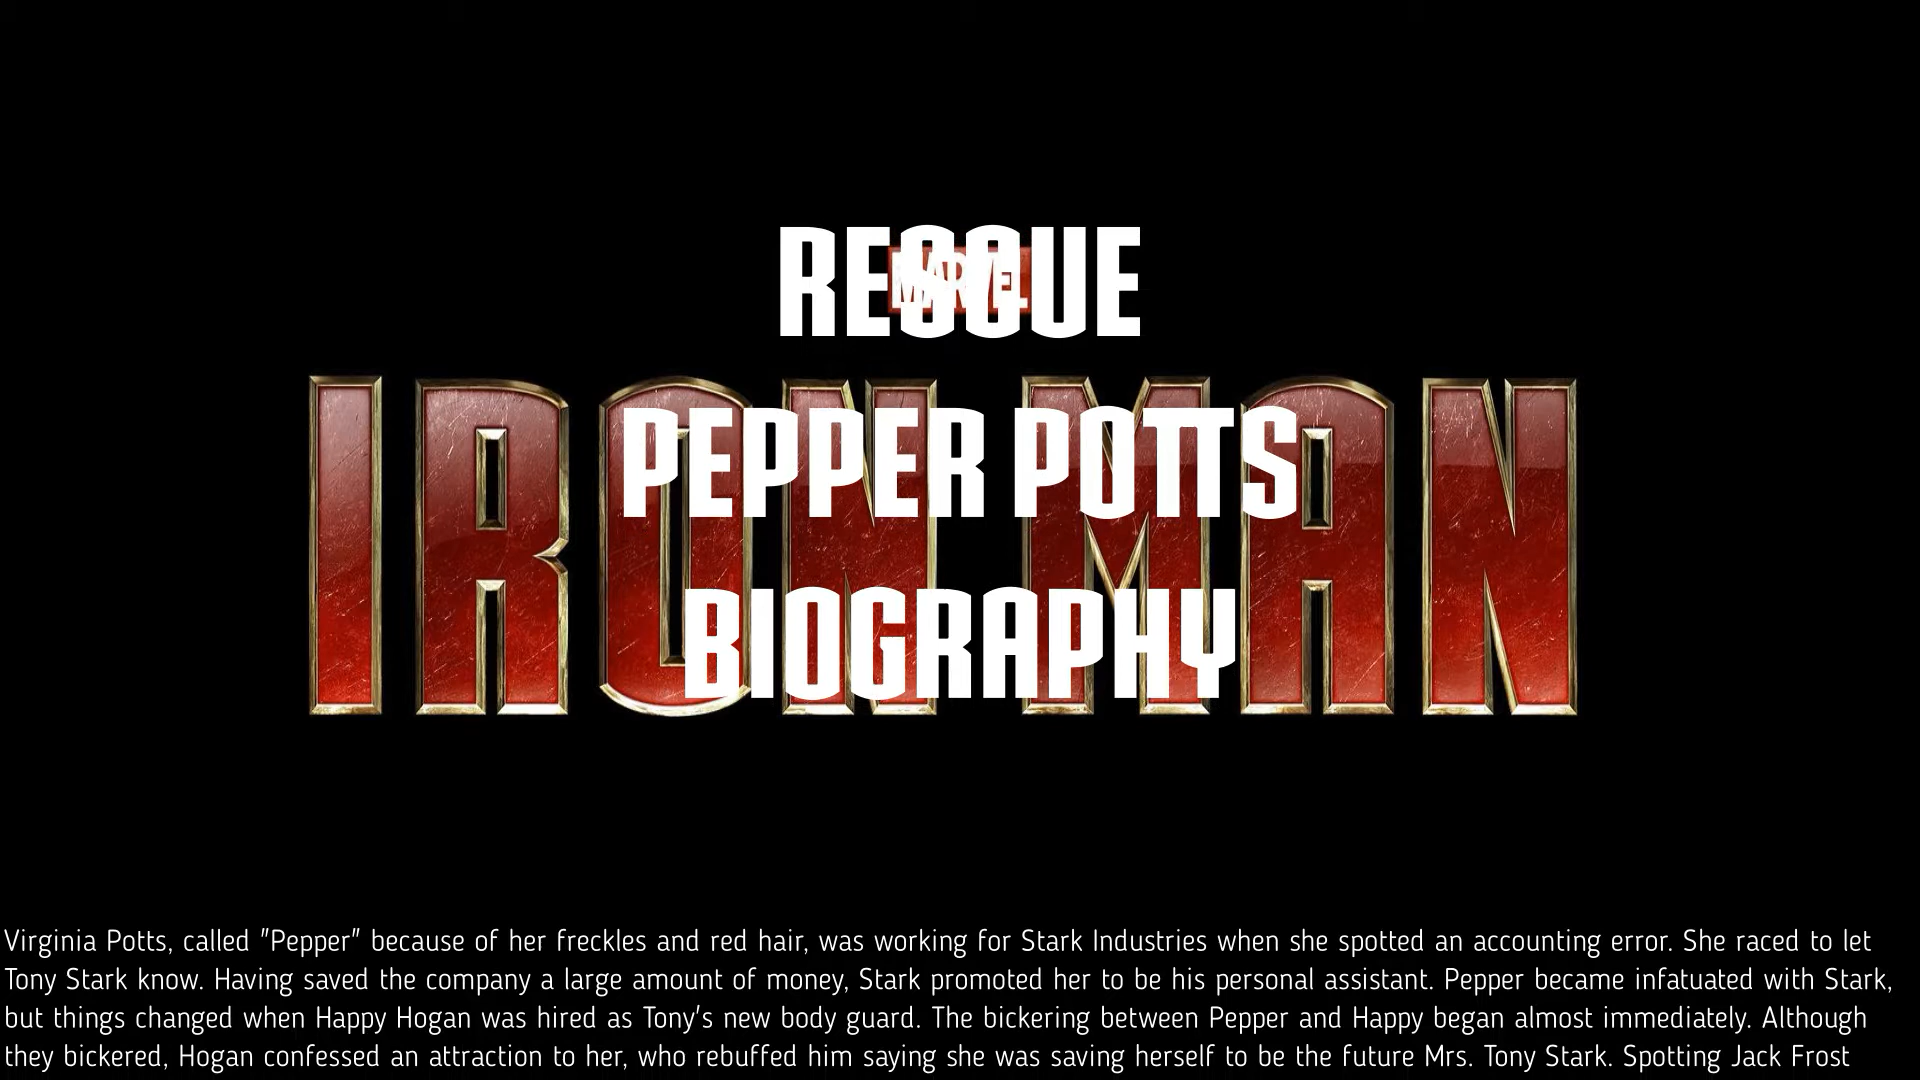 RESCUE
MARVEL
IRON MAN
PEPPER POTTS
BIOGRAPHY
Virginia Potts, called "Pepper" because of her freckles and red hair, was working for Stark Industries when she spotted an accounting error. She raced to let
Tony Stark know. Having saved the company a large amount of money, Stark promoted her to be his personal assistant. Pepper became infatuated with Stark,
but things changed when Happy Hogan was hired as Tony's new body guard. The bickering between Pepper and Happy began almost immediately. Although
they bickered, Hogan confessed an attraction to her, who rebuffed him saying she was saving herself to be the future Mrs. Tony Stark. Spotting Jack Frost